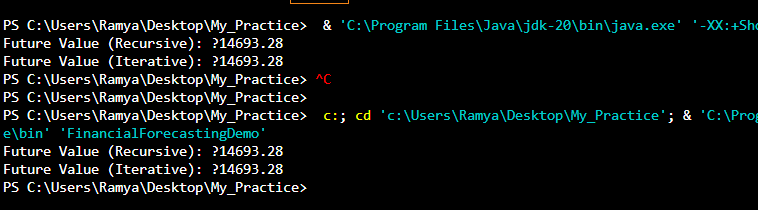 PS C:\Users\Ramya\Desktop\My_Practice>  & 'C:\Program Files\Java\jdk-20\bin\java.exe' '-XX:+Sho
Future Value (Recursive): ?14693.28
Future Value (Iterative): ?14693.28
PS C:\Users\Ramya\Desktop\My_Practice> ^C
PS C:\Users\Ramya\Desktop\My_Practice>
PS C:\Users\Ramya\Desktop\My_Practice>  c:; cd 'c:\Users\Ramya\Desktop\My_Practice'; & 'C:\Prog
e\bin' 'FinancialForecastingDemo'
Future Value (Recursive): ?14693.28
Future Value (Iterative): ?14693.28
PS C:\Users\Ramya\Desktop\My_Practice>